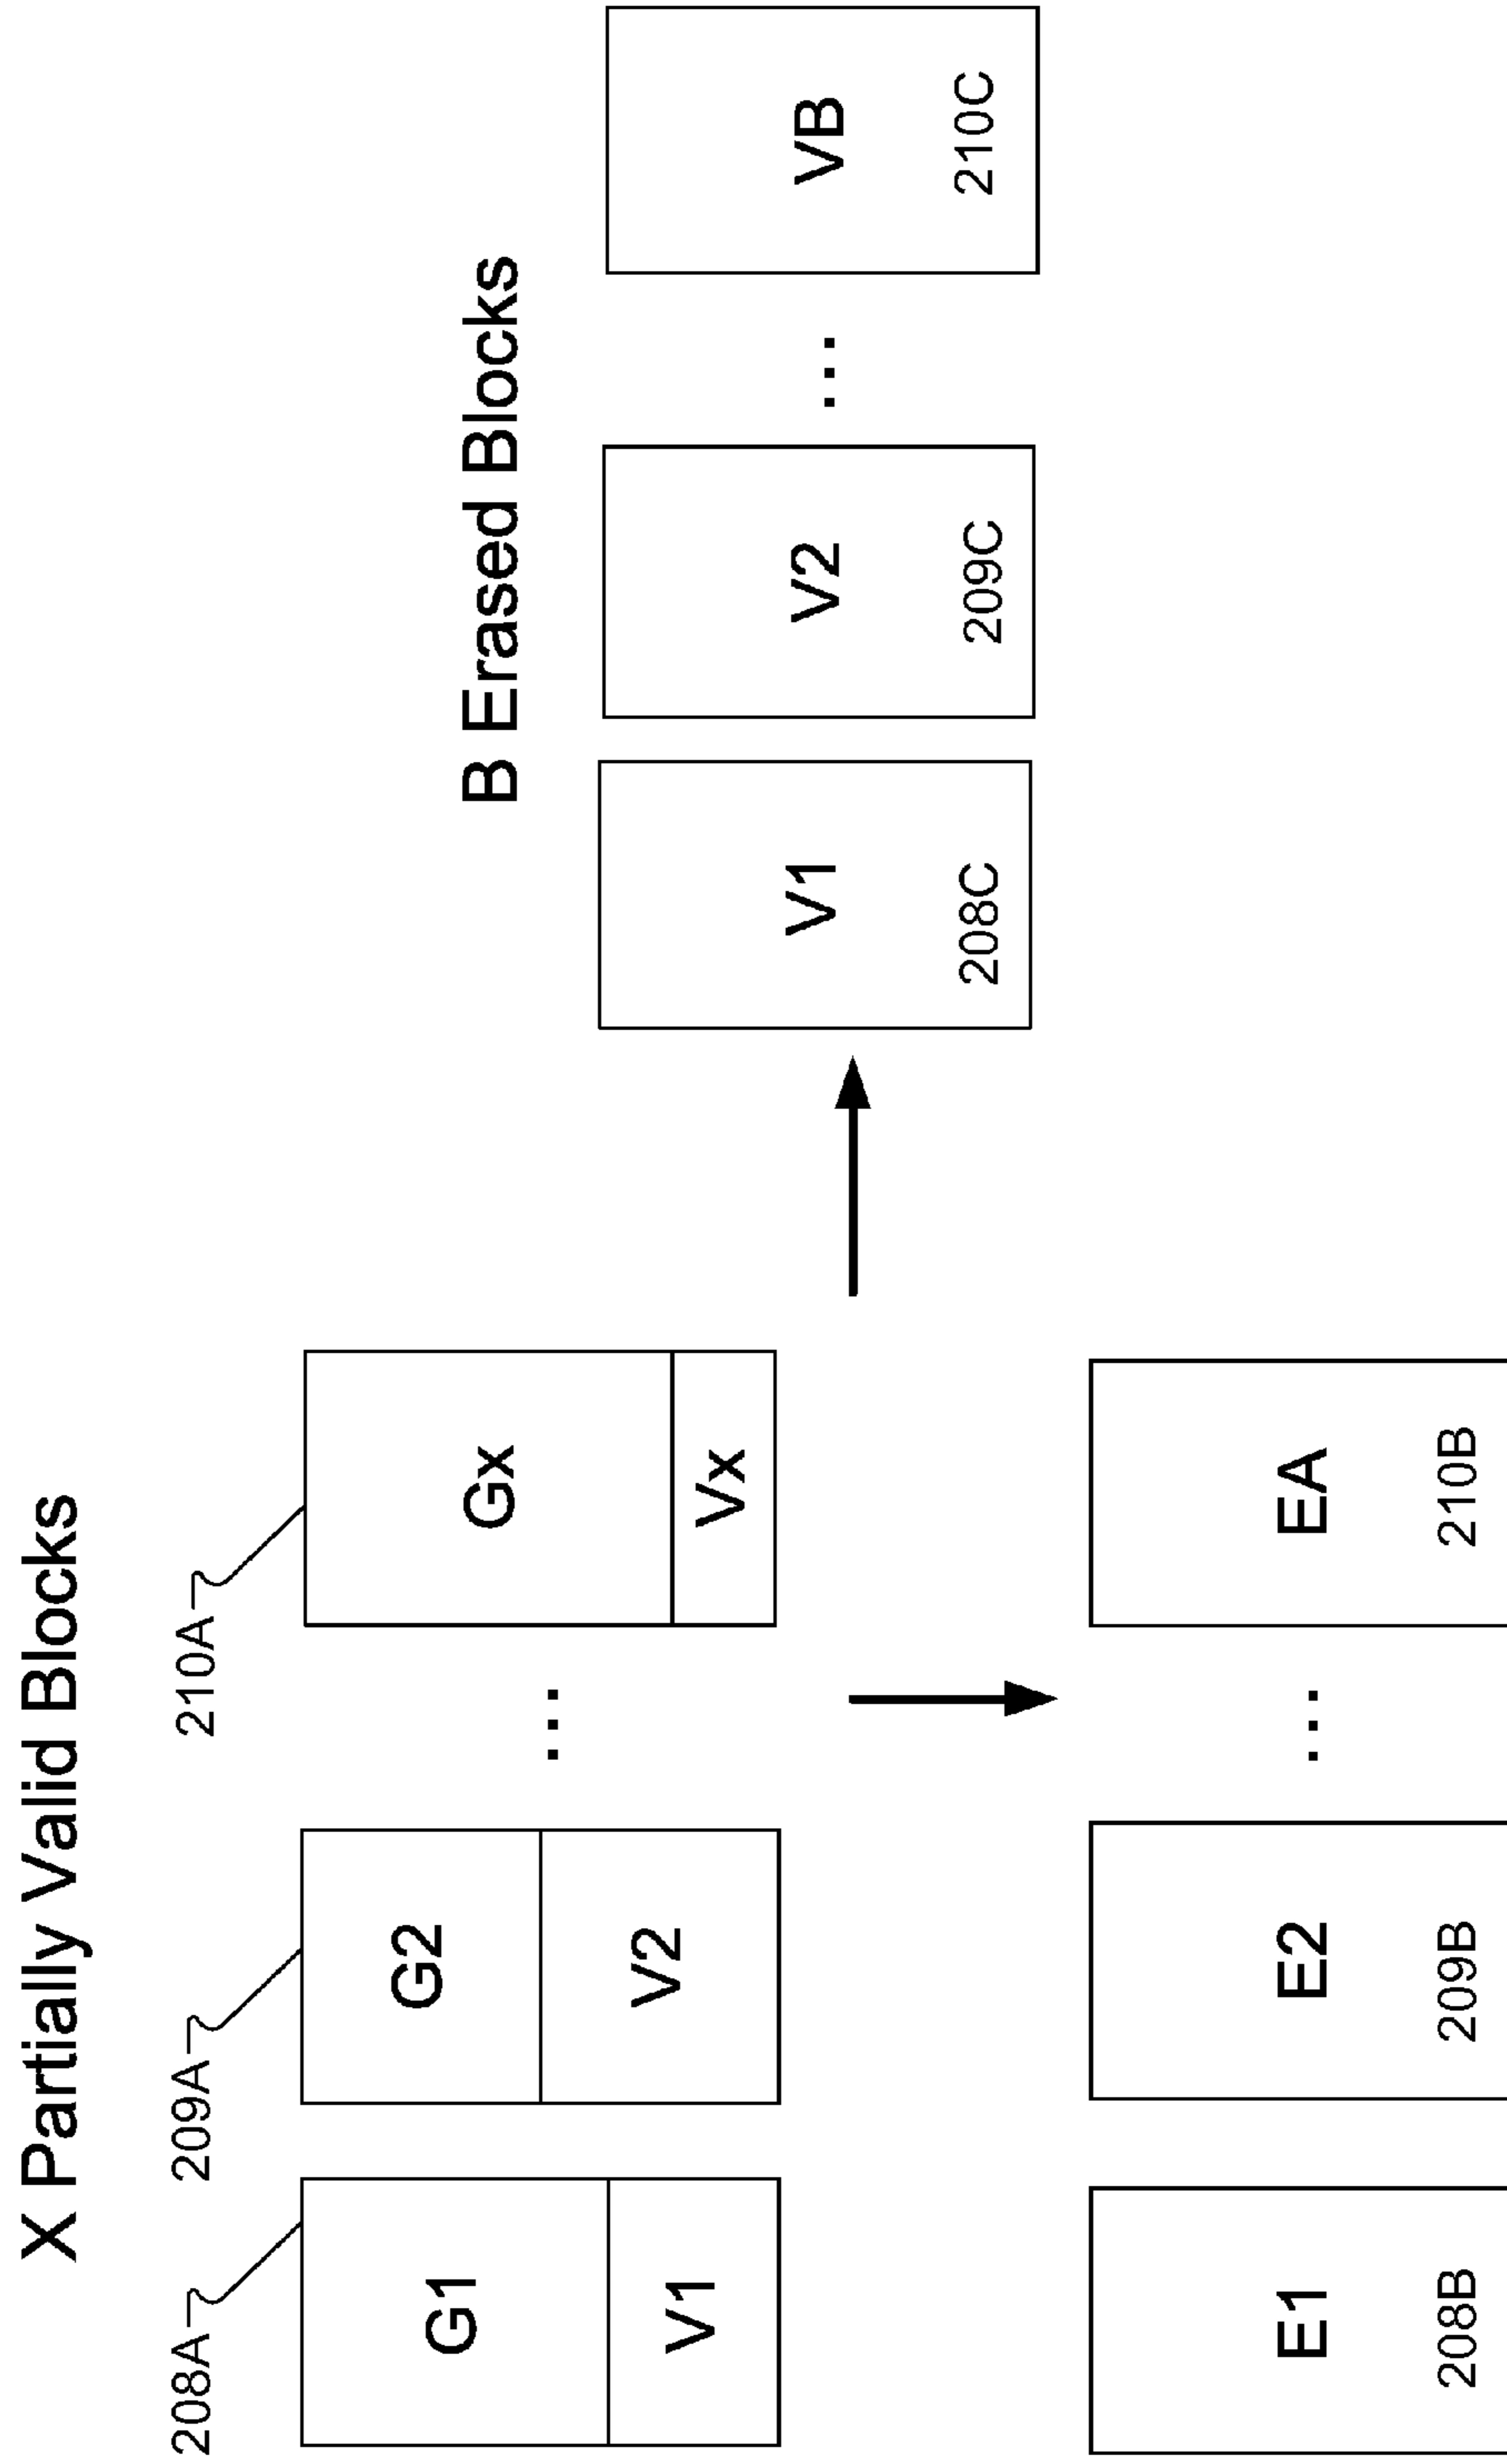 X Partially Valid Blocks
208A
209A
210A
G1
G2
Gx
V1
V2
...
Vx
B Erased Blocks
V1
V2
...
VB
208C
209C
210C
E1
E2
...
EA
208B
209B
210B